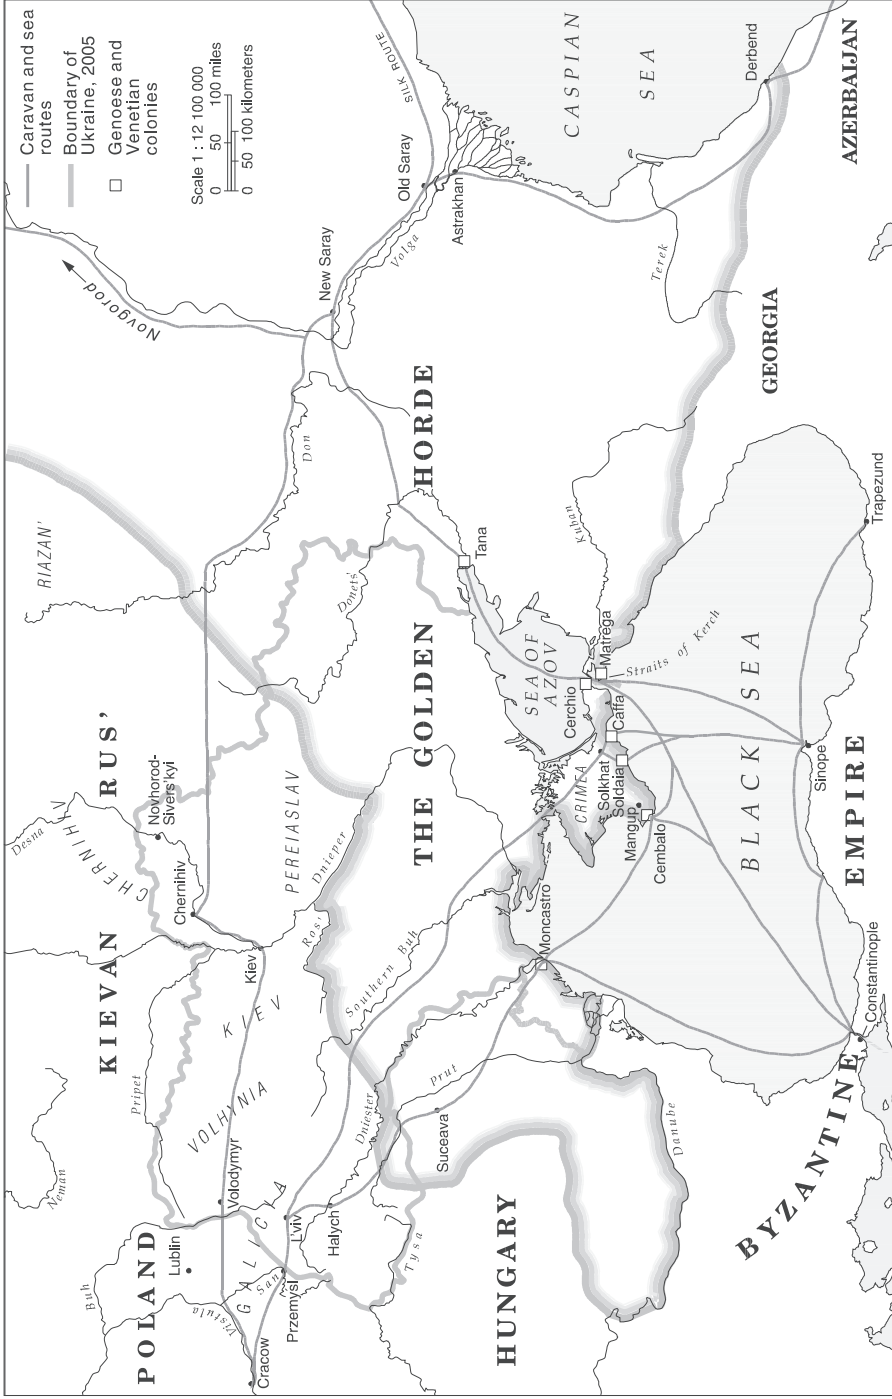 Caravan and sea
routes
Boundary of
Ukraine, 2005
Genoese and
Venetian
colonies
Scale 1 : 12 100 000
0 50 100 miles
0 50 100 kilometers
POLAND
KIEVAN RUS'
RIAZAN'
Novgorod
Buh
Neman
Pripet
Desna
CHERNIHIV
Novhorod-
Sivers'kyi
Chernihiv
Lublin
Volodymyr
VOLHYNIA
KIEV
Kiev
PEREIASLAV
Vistula
Cracow
GALICIA
San
Przemyśl
L'viv
Halych
Ros'
Dnieper
Don
New Saray
Volga
Old Saray
SILK ROUTE
Astrakhan
Dniester
Southern Buh
Donets'
Prut
Suceava
Tysa
THE GOLDEN HORDE
Tana
HUNGARY
Danube
Moncastro
SEA OF
AZOV
Kuban
Terek
CASPIAN
SEA
Derbend
CRIMEA
Cerchio
Matrega
Caffa
Solkhat
Soldaia
Mangup
Cembalo
Straits of Kerch
BLACK SEA
GEORGIA
AZERBAIJAN
Sinope
Trapezund
Constantinople
BYZANTINE EMPIRE